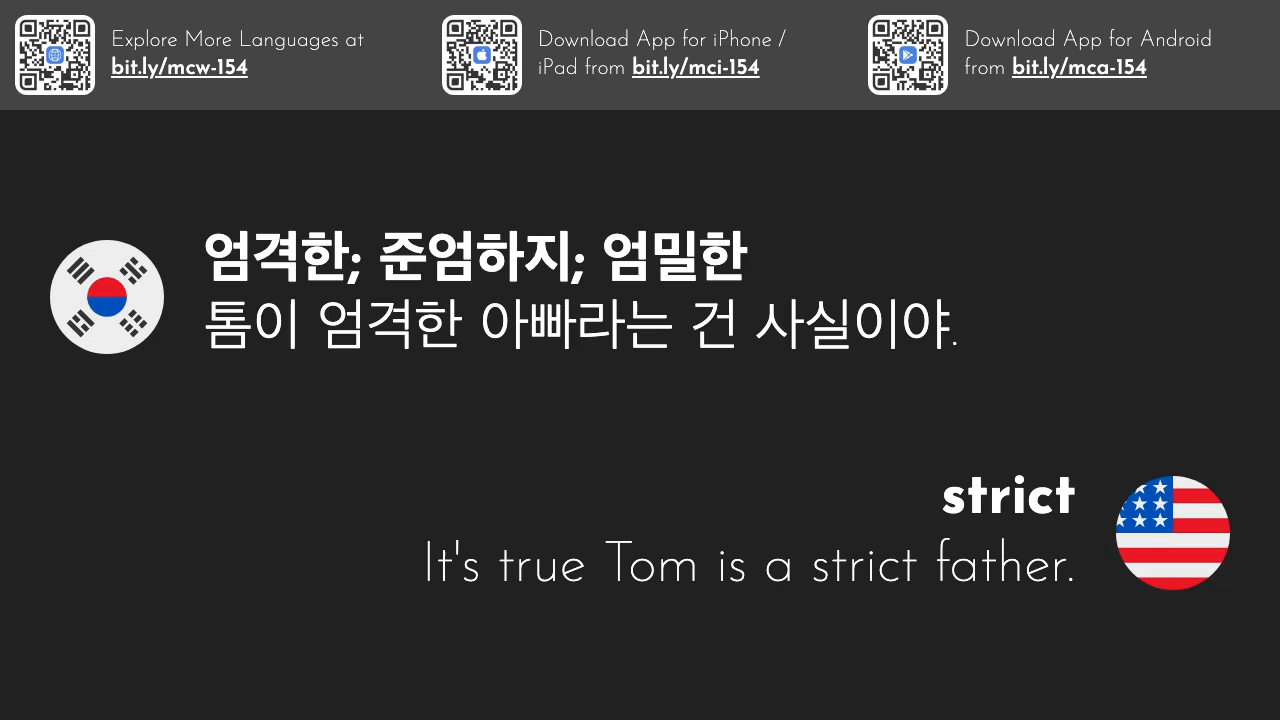 Explore More Languages at
bit.ly/mcw-154
Download App for iPhone /
iPad from bit.ly/mci-154
Download App for Android
from bit.ly/mca-154
엄격한; 준엄하지; 엄밀한
톰이 엄격한 아빠라는 건 사실이야.
strict
It's true Tom is a strict father.